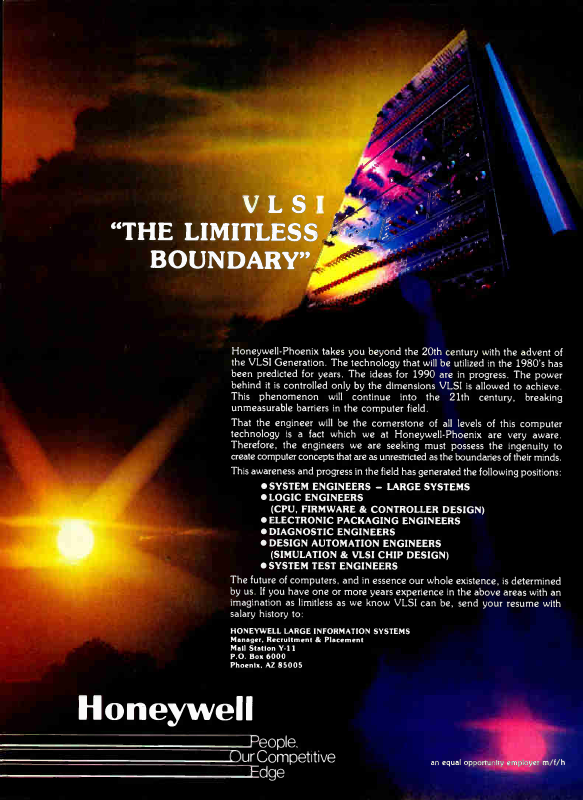 VLSI
"THE LIMITLESS
BOUNDARY"
Honeywell-Phoenix takes you beyond the 20th century with the advent of
the VLSI Generation. The technology that will be utilized in the 1980's has
been predicted for years. The ideas for 1990 are in progress. The power
behind it is controlled only by the dimensions VLSI is allowed to achieve.
This phenomenon will continue into the 21th century, breaking
unmeasurable barriers in the computer field.
That the engineer will be the cornerstone of all levels of this computer
technology is a fact which we at Honeywell-Phoenix are very aware.
Therefore, the engineers we are seeking must possess the ingenuity to
create computer concepts that are as unrestricted as the boundaries of their minds.
This awareness and progress in the field has generated the following positions:
● SYSTEM ENGINEERS – LARGE SYSTEMS
● LOGIC ENGINEERS
(CPU, FIRMWARE & CONTROLLER DESIGN)
● ELECTRONIC PACKAGING ENGINEERS
● DIAGNOSTIC ENGINEERS
● DESIGN AUTOMATION ENGINEERS
(SIMULATION & VLSI CHIP DESIGN)
● SYSTEM TEST ENGINEERS
The future of computers, and in essence our whole existence, is determined
by us. If you have one or more years experience in the above areas with an
imagination as limitless as we know VLSI can be, send your resume with
salary history to:
HONEYWELL LARGE INFORMATION SYSTEMS
Manager, Recruitment & Placement
Mail Station Y-11
P.O. Box 6000
Phoenix, AZ 85005
Honeywell
People.
Our Competitive
Edge
an equal opportunity employer m/f/h